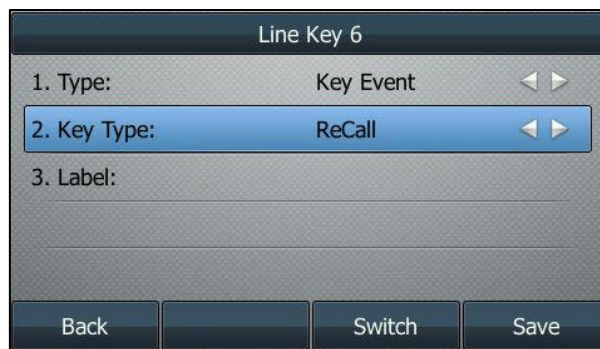 Line Key 6
1. Type: Key Event
2. Key Type: ReCall
3. Label:
Back Switch Save